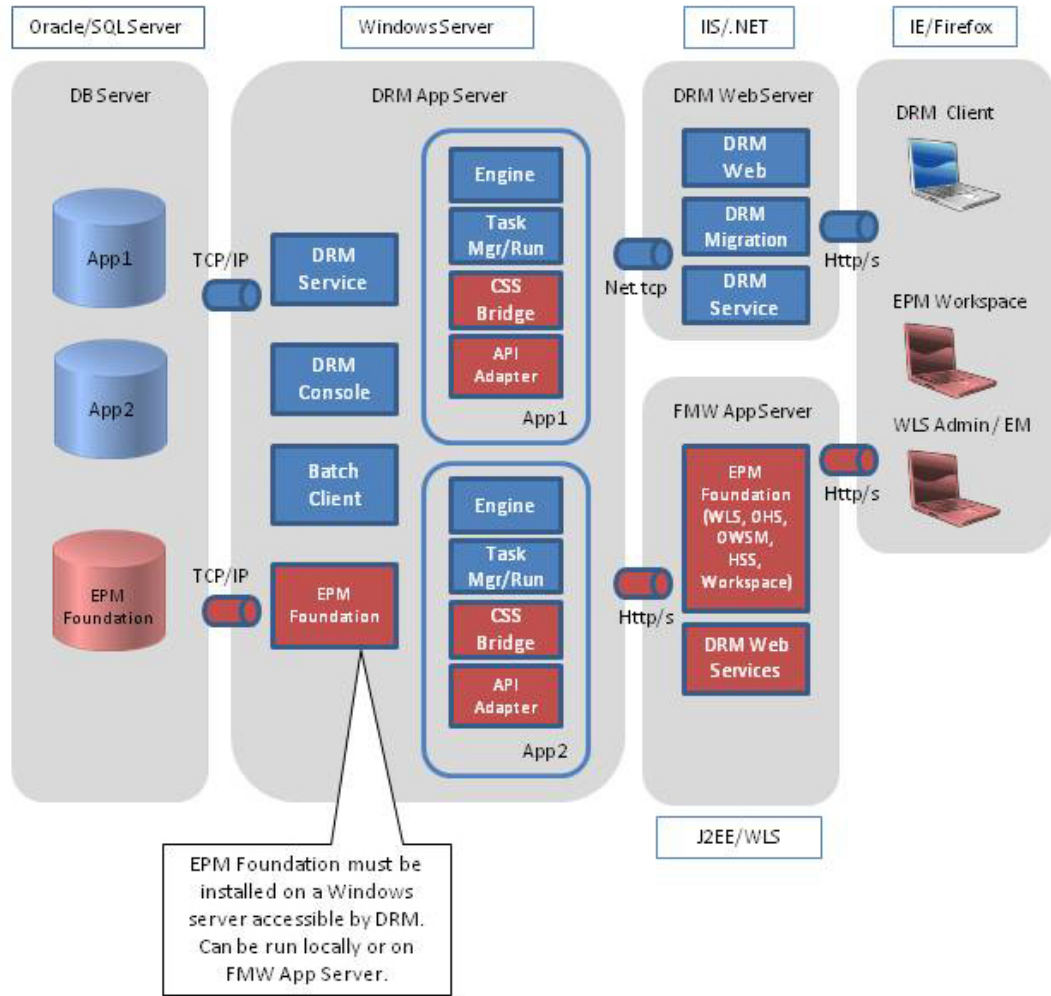 Oracle/SQLServer
WindowsServer
IIS/.NET
IE/Firefox
DB Server
App1
App2
EPM
Foundation
TCP/IP
TCP/IP
DRM App Server
DRM
Service
DRM
Console
Batch
Client
EPM
Foundation
Engine
Task
Mgr/Run
CSS
Bridge
API
Adapter
App1
Engine
Task
Mgr/Run
CSS
Bridge
API
Adapter
App2
Net.tcp
Http/s
DRM WebServer
DRM
Web
DRM
Migration
DRM
Service
FMW AppServer
EPM
Foundation
(WLS, OHS,
OWSM,
HSS,
Workspace)
DRM Web
Services
J2EE/WLS
Http/s
Http/s
DRM Client
EPM Workspace
WLS Admin / EM
EPM Foundation must be
installed on a Windows
server accessible by DRM.
Can be run locally or on
FMW App Server.